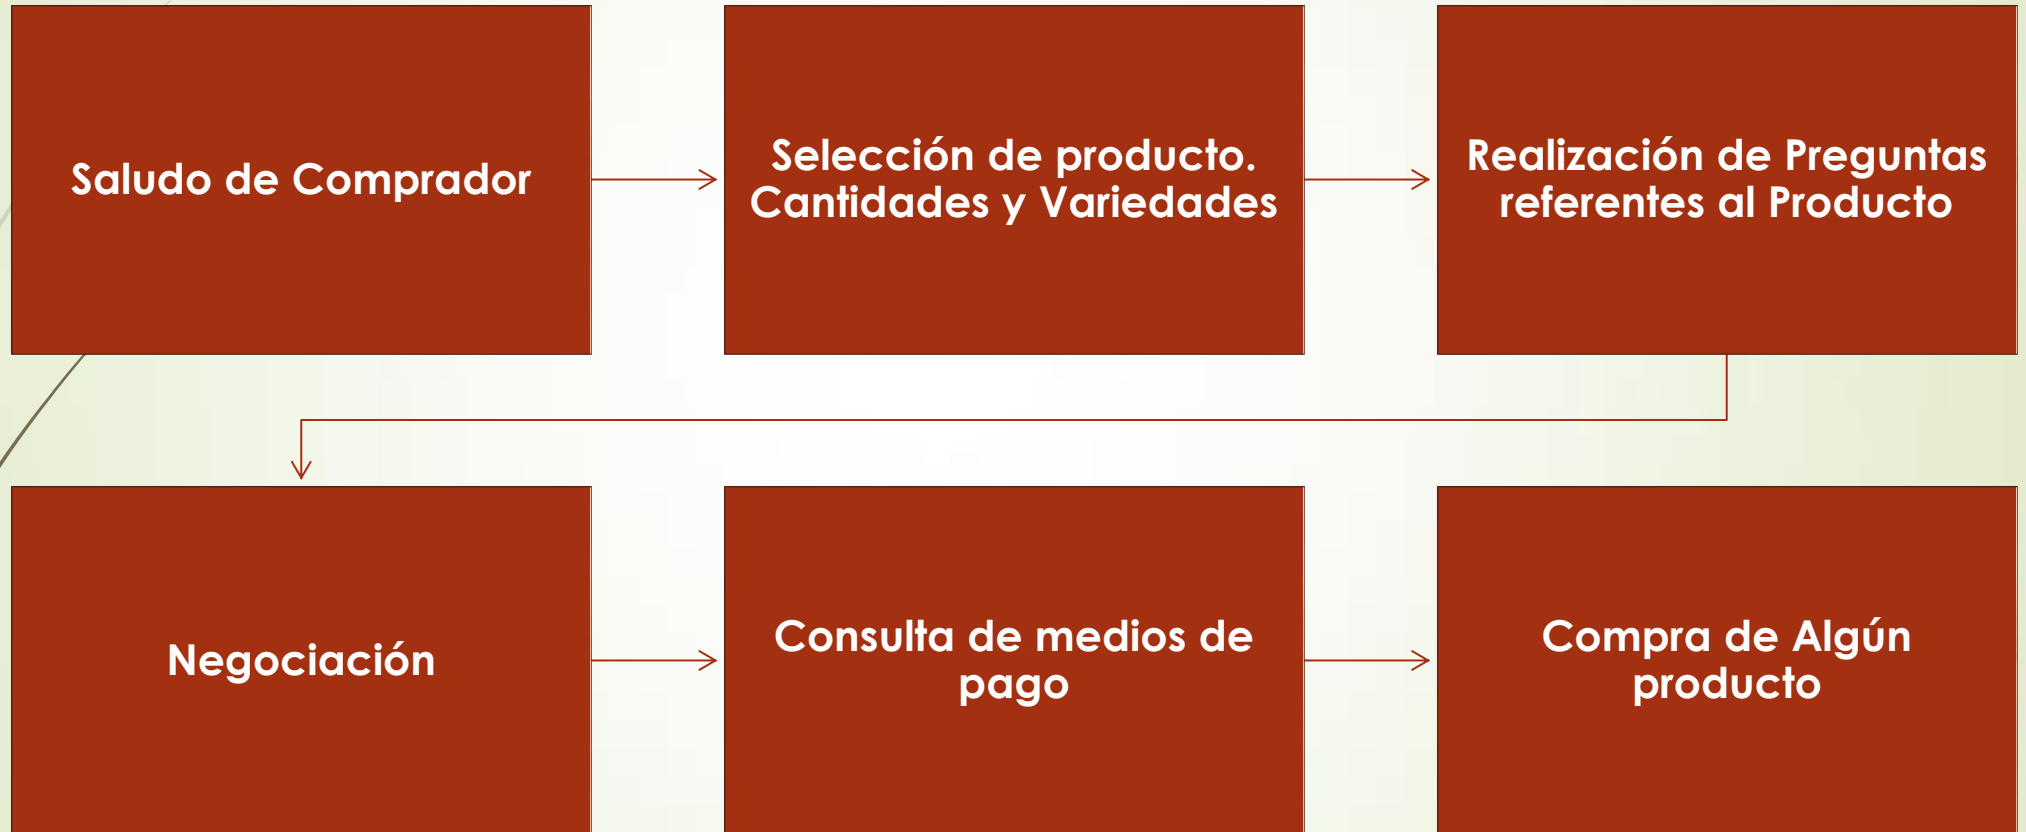 Saludo de Comprador
Selección de producto.
Cantidades y Variedades
Realización de Preguntas
referentes al Producto
Negociación
Consulta de medios de
pago
Compra de Algún
producto